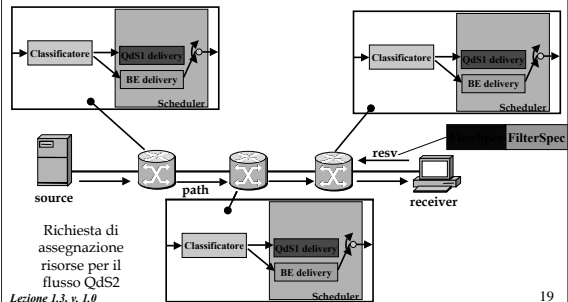 Classificatore
QdS1 delivery
BE delivery
Scheduler
Classificatore
QdS1 delivery
BE delivery
Scheduler
resv
FlowSpec FilterSpec
source
path
receiver
Classificatore
QdS1 delivery
BE delivery
Scheduler
Richiesta di
assegnazione
risorse per il
flusso QdS2
Lezione 1.3, v. 1.0
19